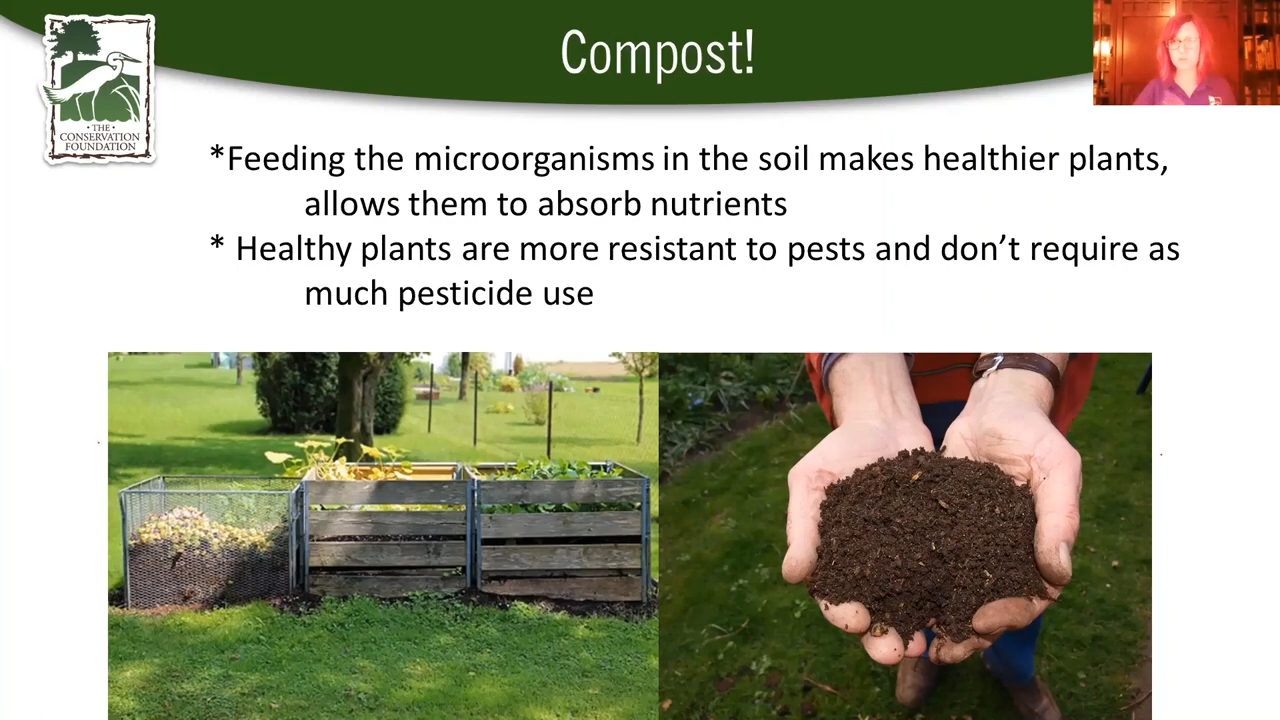 Compost!
• THE •
CONSERVATION
FOUNDATION
*Feeding the microorganisms in the soil makes healthier plants,
allows them to absorb nutrients
* Healthy plants are more resistant to pests and don’t require as
much pesticide use